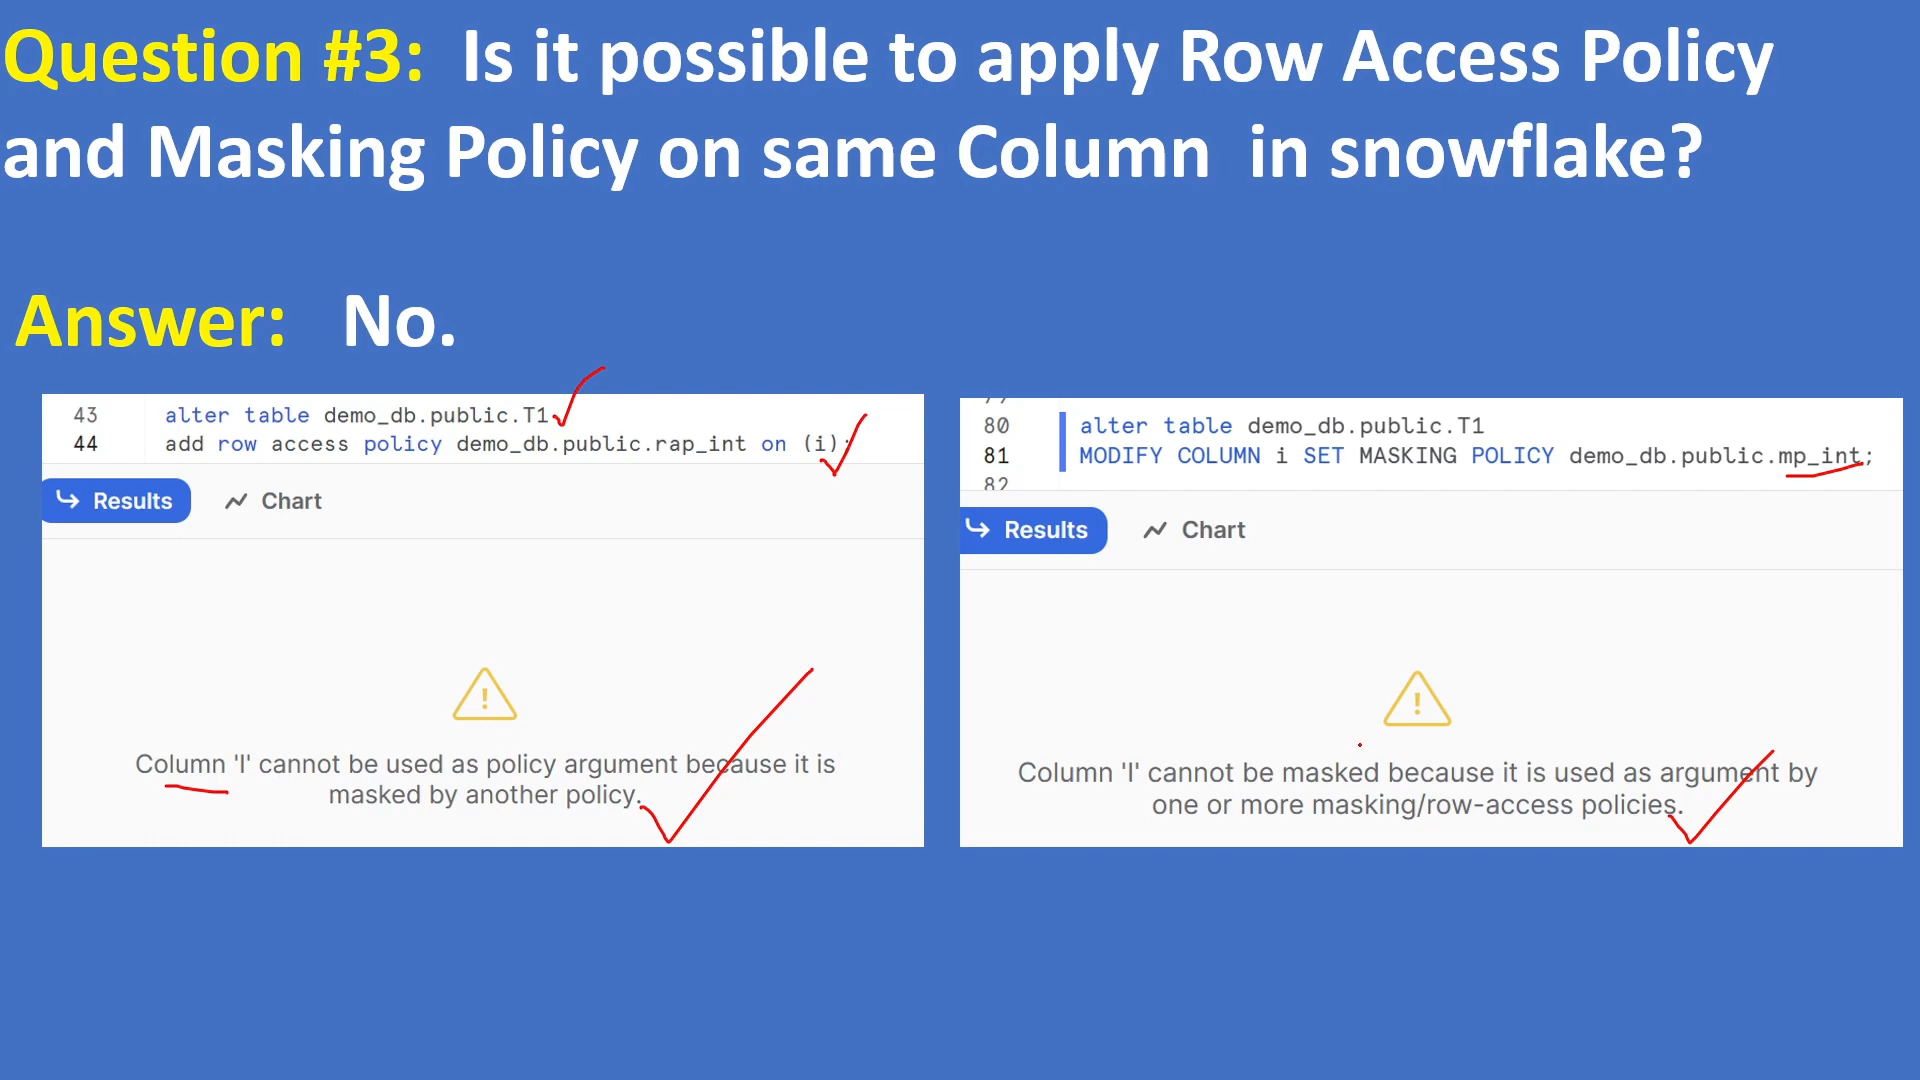 Question #3: Is it possible to apply Row Access Policy
and Masking Policy on same Column in snowflake?
Answer: No.
43 alter table demo_db.public.T1
44 add row access policy demo_db.public.rap_int on (i);
Results Chart
Column 'I' cannot be used as policy argument because it is
masked by another policy.
80 alter table demo_db.public.T1
81 MODIFY COLUMN i SET MASKING POLICY demo_db.public.mp_int;
82
Results Chart
Column 'I' cannot be masked because it is used as argument by
one or more masking/row-access policies.